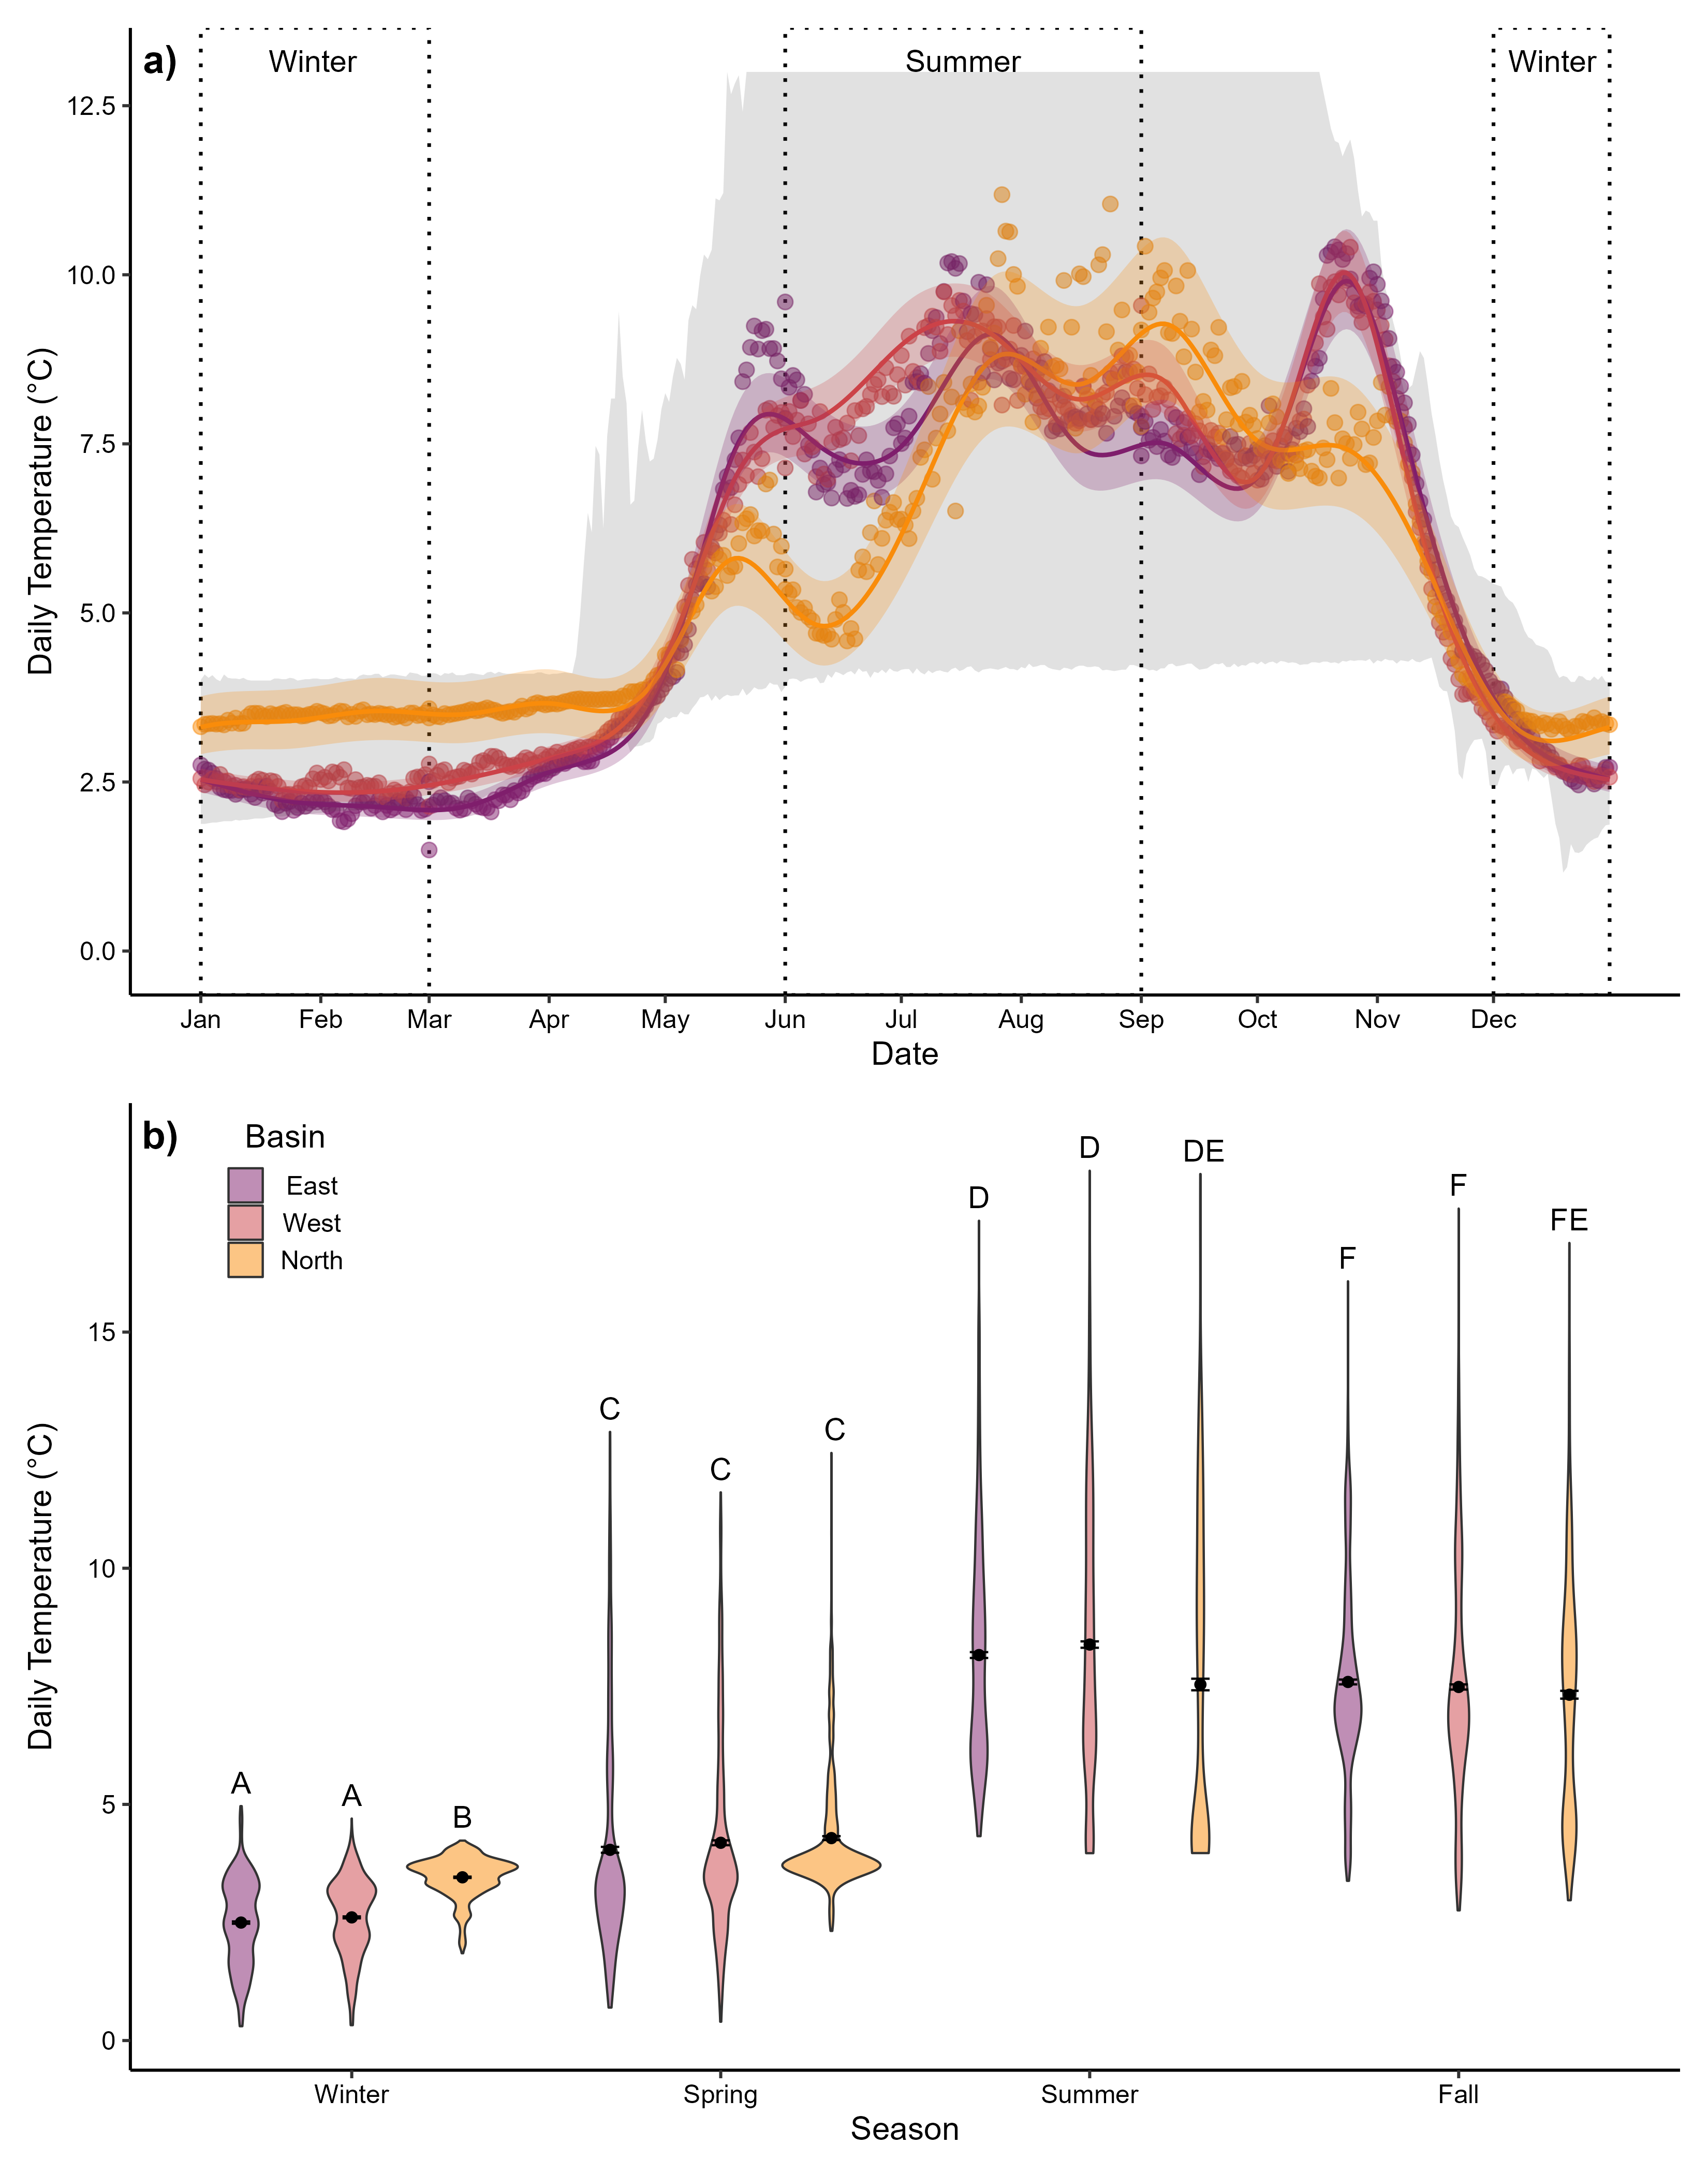 a)
Winter
Summer
Winter
12.5
10.0
7.5
5.0
2.5
0.0
Daily Temperature (°C)
Jan Feb Mar Apr May Jun Jul Aug Sep Oct Nov Dec
Date
b)
Basin
East
West
North
D
D
DE
F
F
FE
C
C
C
A
A
B
15
10
5
0
Daily Temperature (°C)
Winter Spring Summer Fall
Season